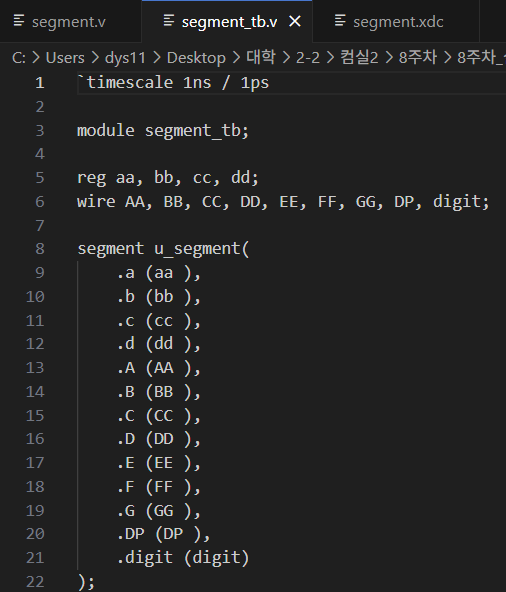 segment.v segment_tb.v segment.xdc
C: > Users > dys11 > Desktop > 대학 > 2-2 > 컴실2 > 8주차 > 8주차_
1 `timescale 1ns / 1ps
2
3 module segment_tb;
4
5 reg aa, bb, cc, dd;
6 wire AA, BB, CC, DD, EE, FF, GG, DP, digit;
7
8 segment u_segment(
9 .a (aa ),
10 .b (bb ),
11 .c (cc ),
12 .d (dd ),
13 .A (AA ),
14 .B (BB ),
15 .C (CC ),
16 .D (DD ),
17 .E (EE ),
18 .F (FF ),
19 .G (GG ),
20 .DP (DP ),
21 .digit (digit)
22 );